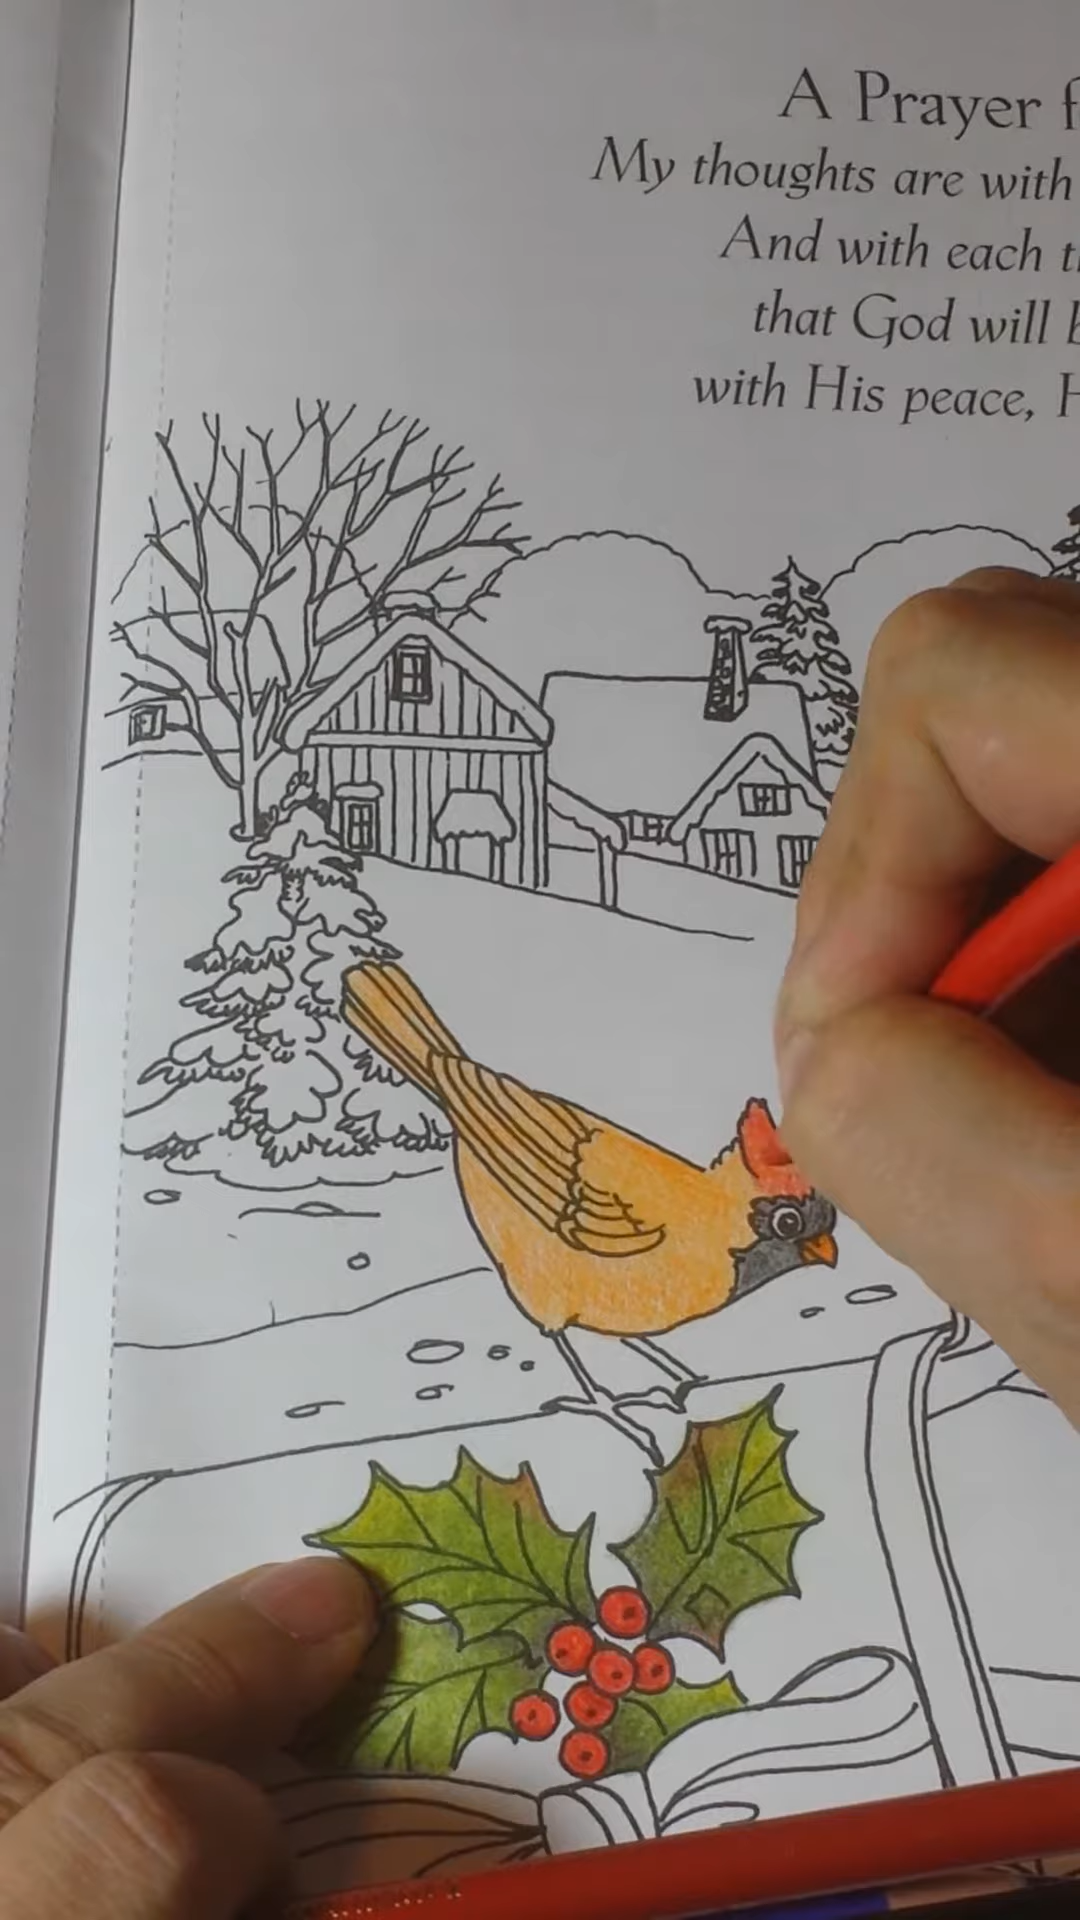 A Prayer
My thoughts are with
And with each
that God will
with His peace,